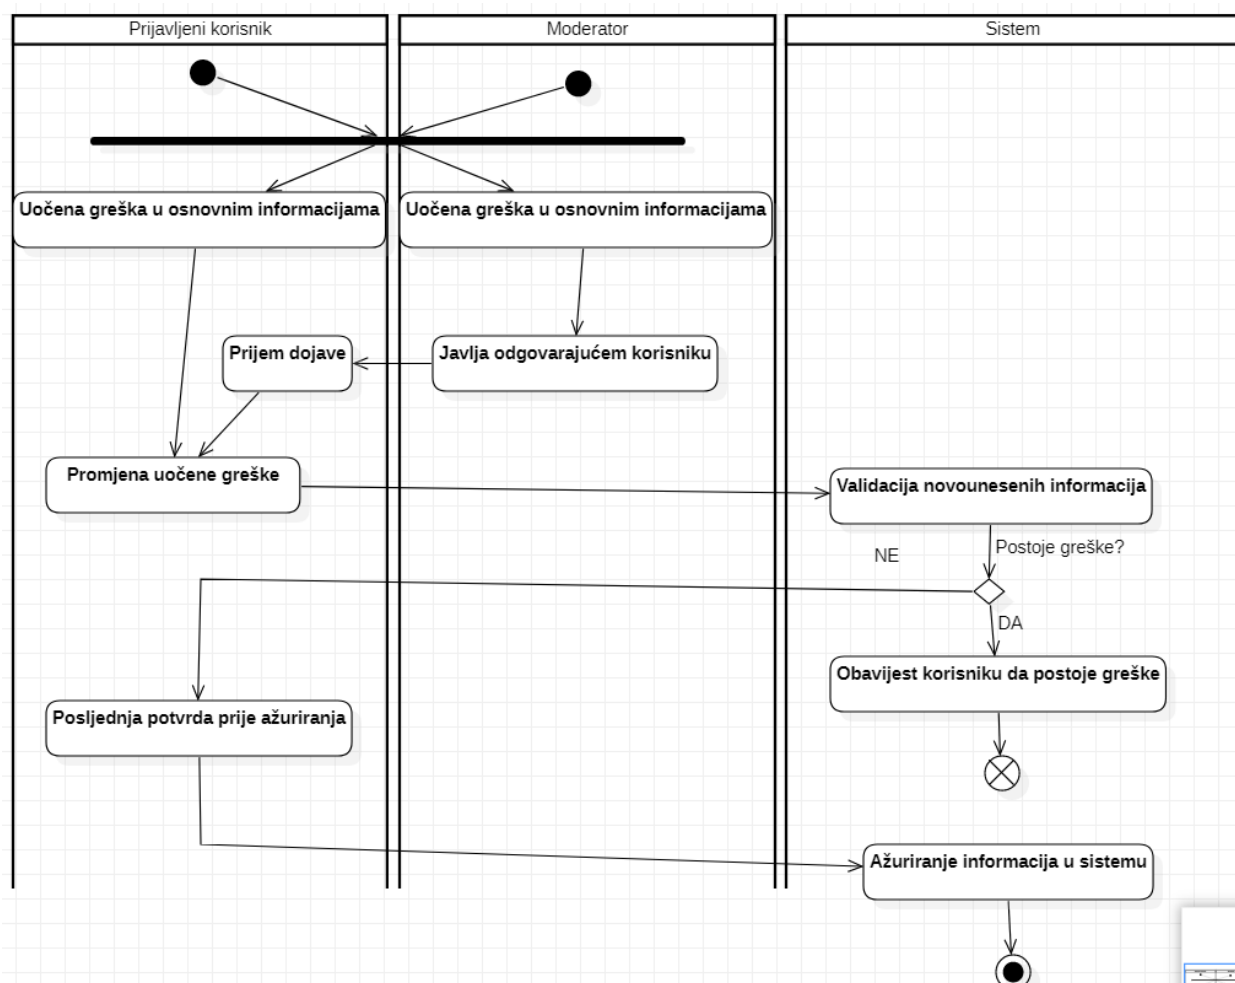 Prijavljeni korisnik
Moderator
Sistem
Uočena greška u osnovnim informacijama
Uočena greška u osnovnim informacijama
Prijem dojave
Javlja odgovarajućem korisniku
Promjena uočene greške
Validacija novounesenih informacija
NE
Postoje greške?
DA
Obavijest korisniku da postoje greške
Posljednja potvrda prije ažuriranja
Ažuriranje informacija u sistemu